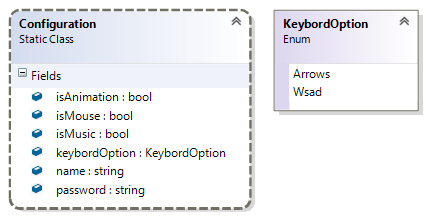 Configuration
Static Class
Fields
isAnimation : bool
isMouse : bool
isMusic : bool
keybordOption : KeybordOption
name : string
password : string
KeybordOption
Enum
Arrows
Wsad